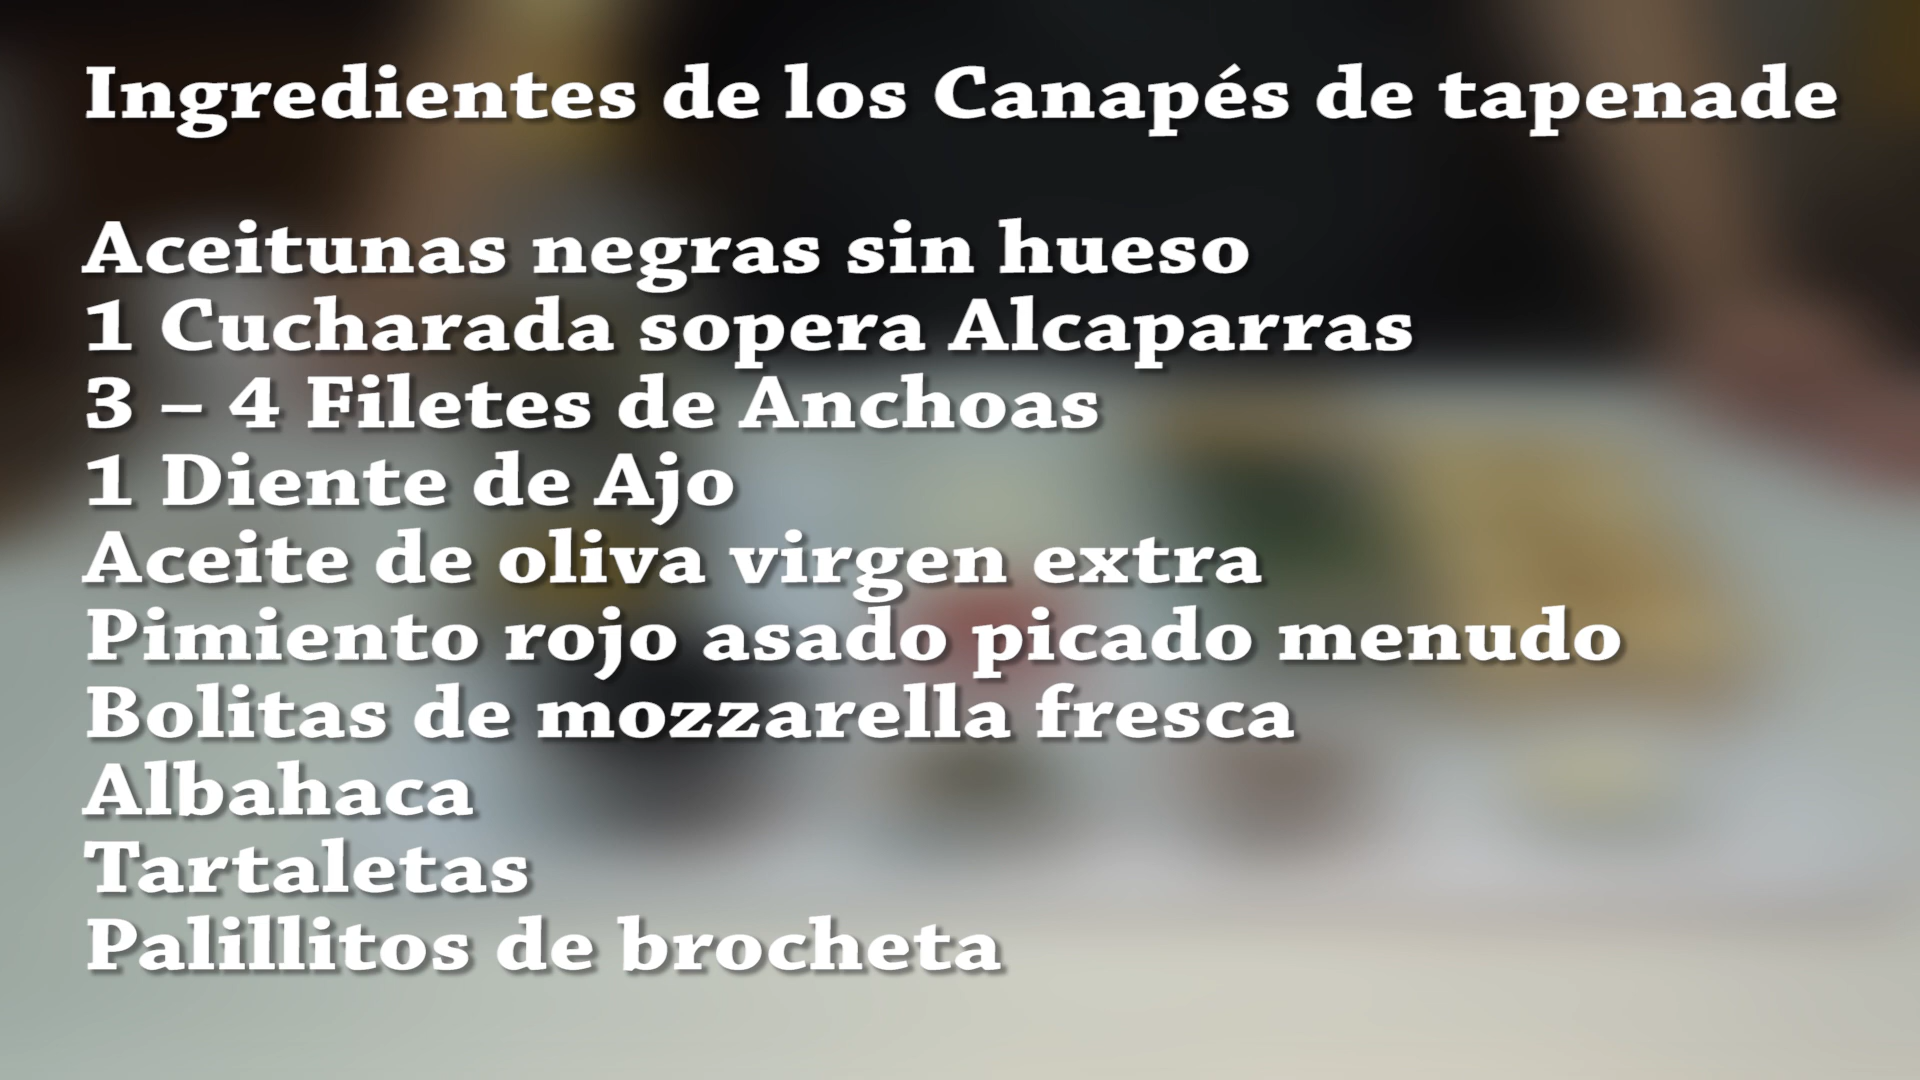 Ingredientes de los Canapés de tapenade
Aceitunas negras sin hueso
1 Cucharada sopera Alcaparras
3 – 4 Filetes de Anchoas
1 Diente de Ajo
Aceite de oliva virgen extra
Pimiento rojo asado picado menudo
Bolitas de mozzarella fresca
Albahaca
Tartaletas
Palillitos de brocheta